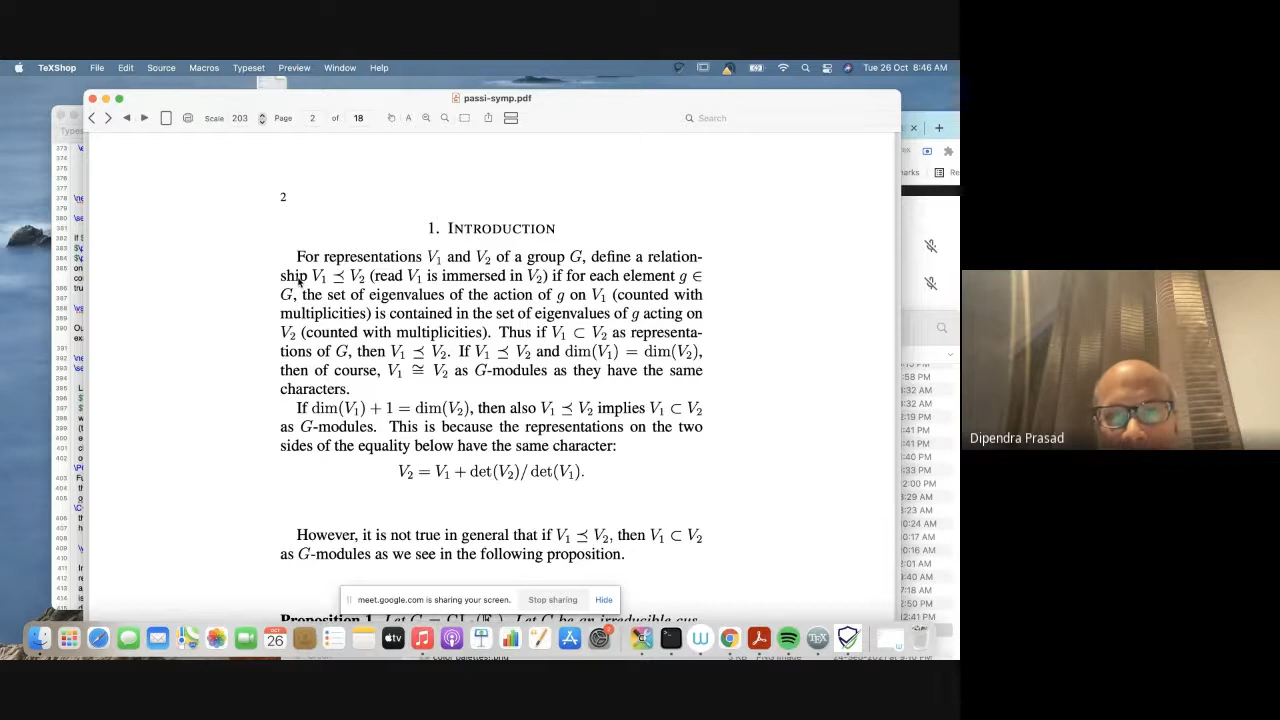 TeXShop File Edit Source Macros Typeset Preview Window Help Tue 26 Oct 8:46 AM
passi-symp.pdf
Scale 203 Page 2 of 18 Search
2
1. INTRODUCTION
For representations V₁ and V₂ of a group G, define a relation-
ship V₁ ⪯ V₂ (read V₁ is immersed in V₂) if for each element g ∈
G, the set of eigenvalues of the action of g on V₁ (counted with
multiplicities) is contained in the set of eigenvalues of g acting on
V₂ (counted with multiplicities). Thus if V₁ ⊂ V₂ as representa-
tions of G, then V₁ ⪯ V₂. If V₁ ⪯ V₂ and dim(V₁) = dim(V₂),
then of course, V₁ ≅ V₂ as G-modules as they have the same
characters.
If dim(V₁) + 1 = dim(V₂), then also V₁ ⪯ V₂ implies V₁ ⊂ V₂
as G-modules. This is because the representations on the two
sides of the equality below have the same character:
V₂ = V₁ + det(V₂)/ det(V₁).
However, it is not true in general that if V₁ ⪯ V₂, then V₁ ⊂ V₂
as G-modules as we see in the following proposition.
meet.google.com is sharing your screen. Stop sharing Hide
Dipendra Prasad